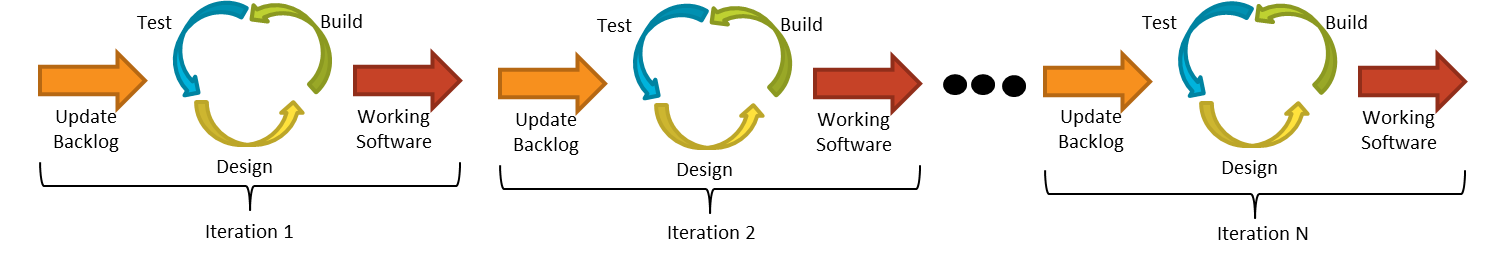 Test
Build
Update
Backlog
Working
Software
Design
Iteration 1
Test
Build
Update
Backlog
Working
Software
Design
Iteration 2
Test
Build
Update
Backlog
Working
Software
Design
Iteration N